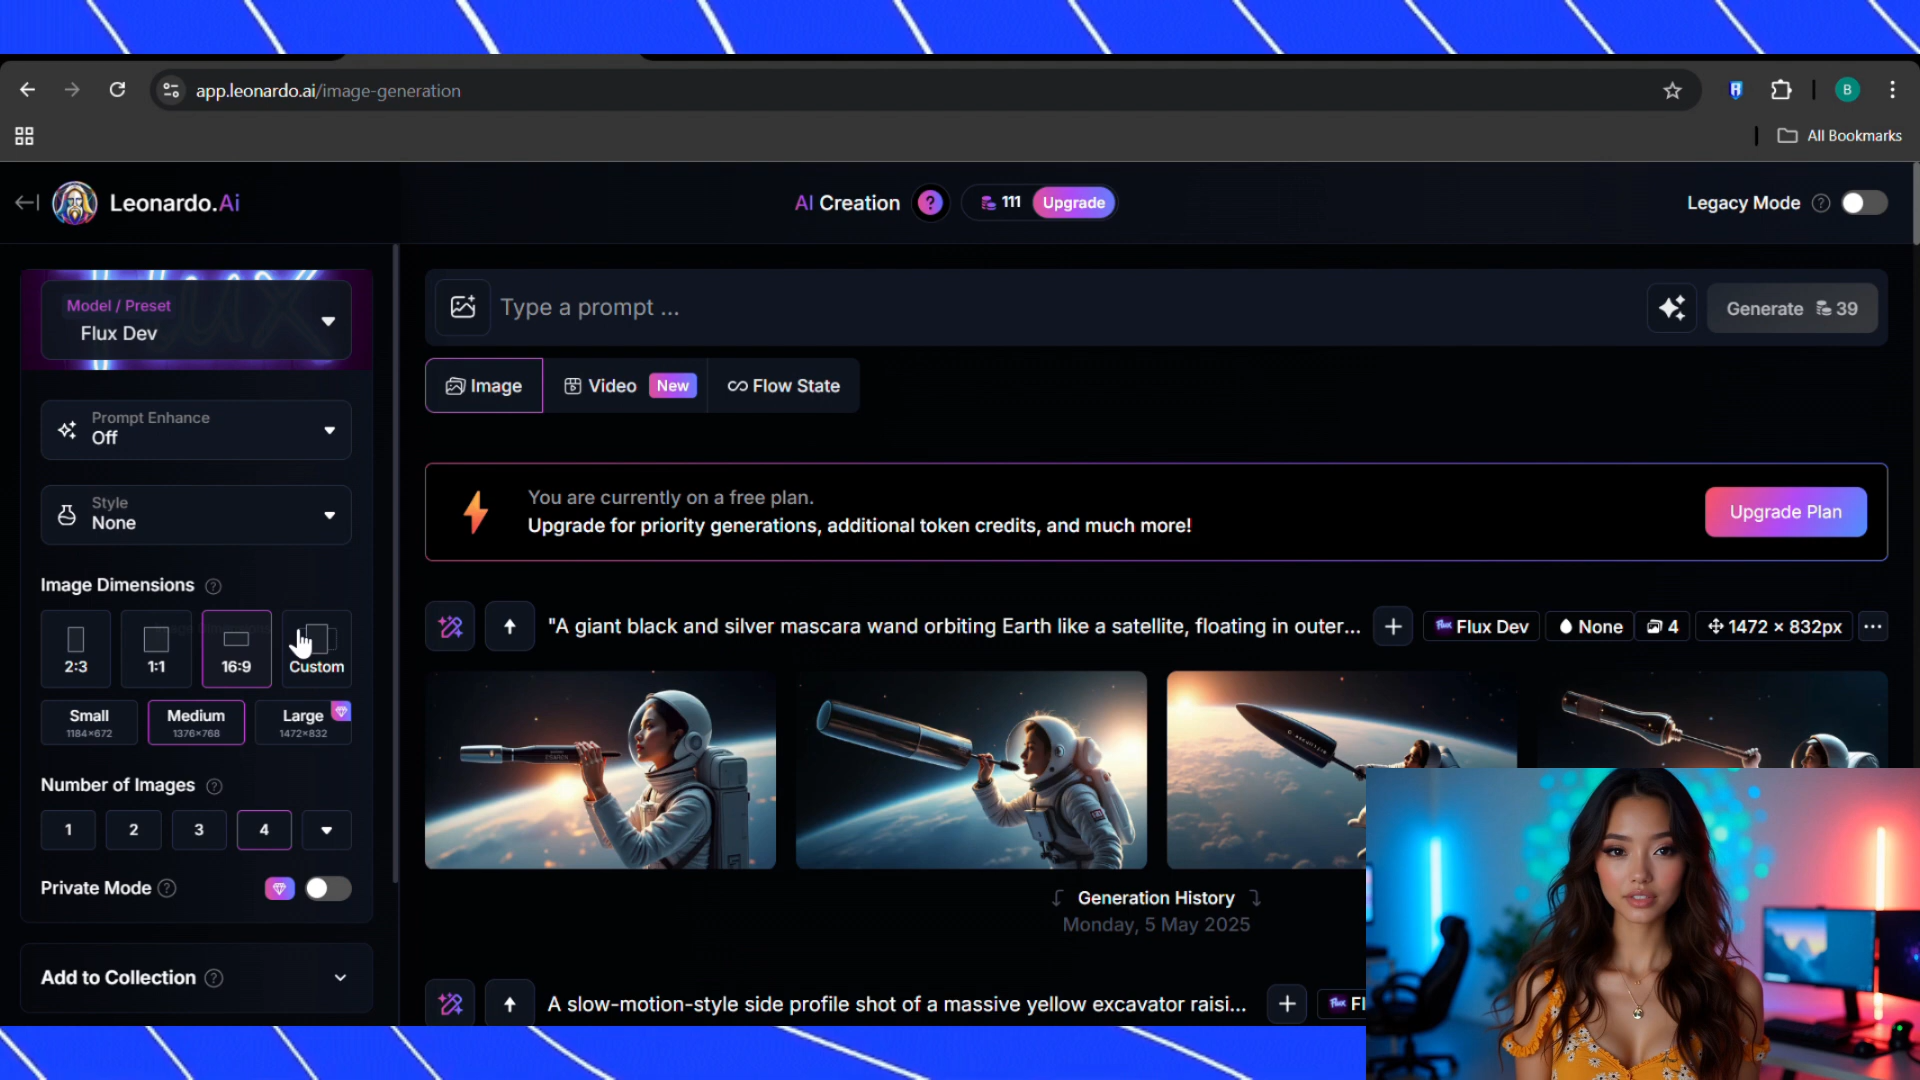 app.leonardo.ai/image-generation
B
All Bookmarks
Leonardo.Ai
AI Creation ? 111 Upgrade
Legacy Mode ?
Model / Preset
Flux Dev
Type a prompt ...
Generate 39
Image
Video New
Flow State
Prompt Enhance
Off
You are currently on a free plan.
Upgrade for priority generations, additional token credits, and much more!
Upgrade Plan
Style
None
Image Dimensions ?
2:3
1:1
16:9
Custom
Small
1184×672
Medium
1376×768
Large
1472×832
Number of Images ?
1
2
3
4
Private Mode ?
Add to Collection ?
"A giant black and silver mascara wand orbiting Earth like a satellite, floating in outer...
Flux Dev
None
4
1472 × 832px
Generation History
Monday, 5 May 2025
A slow-motion-style side profile shot of a massive yellow excavator raisi...
Fl